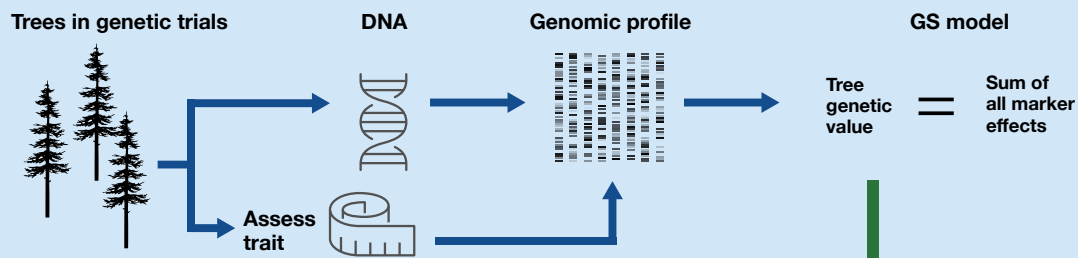 Trees in genetic trials
DNA
Genomic profile
GS model
Tree
genetic
value
=
Sum of
all marker
effects
Assess
trait